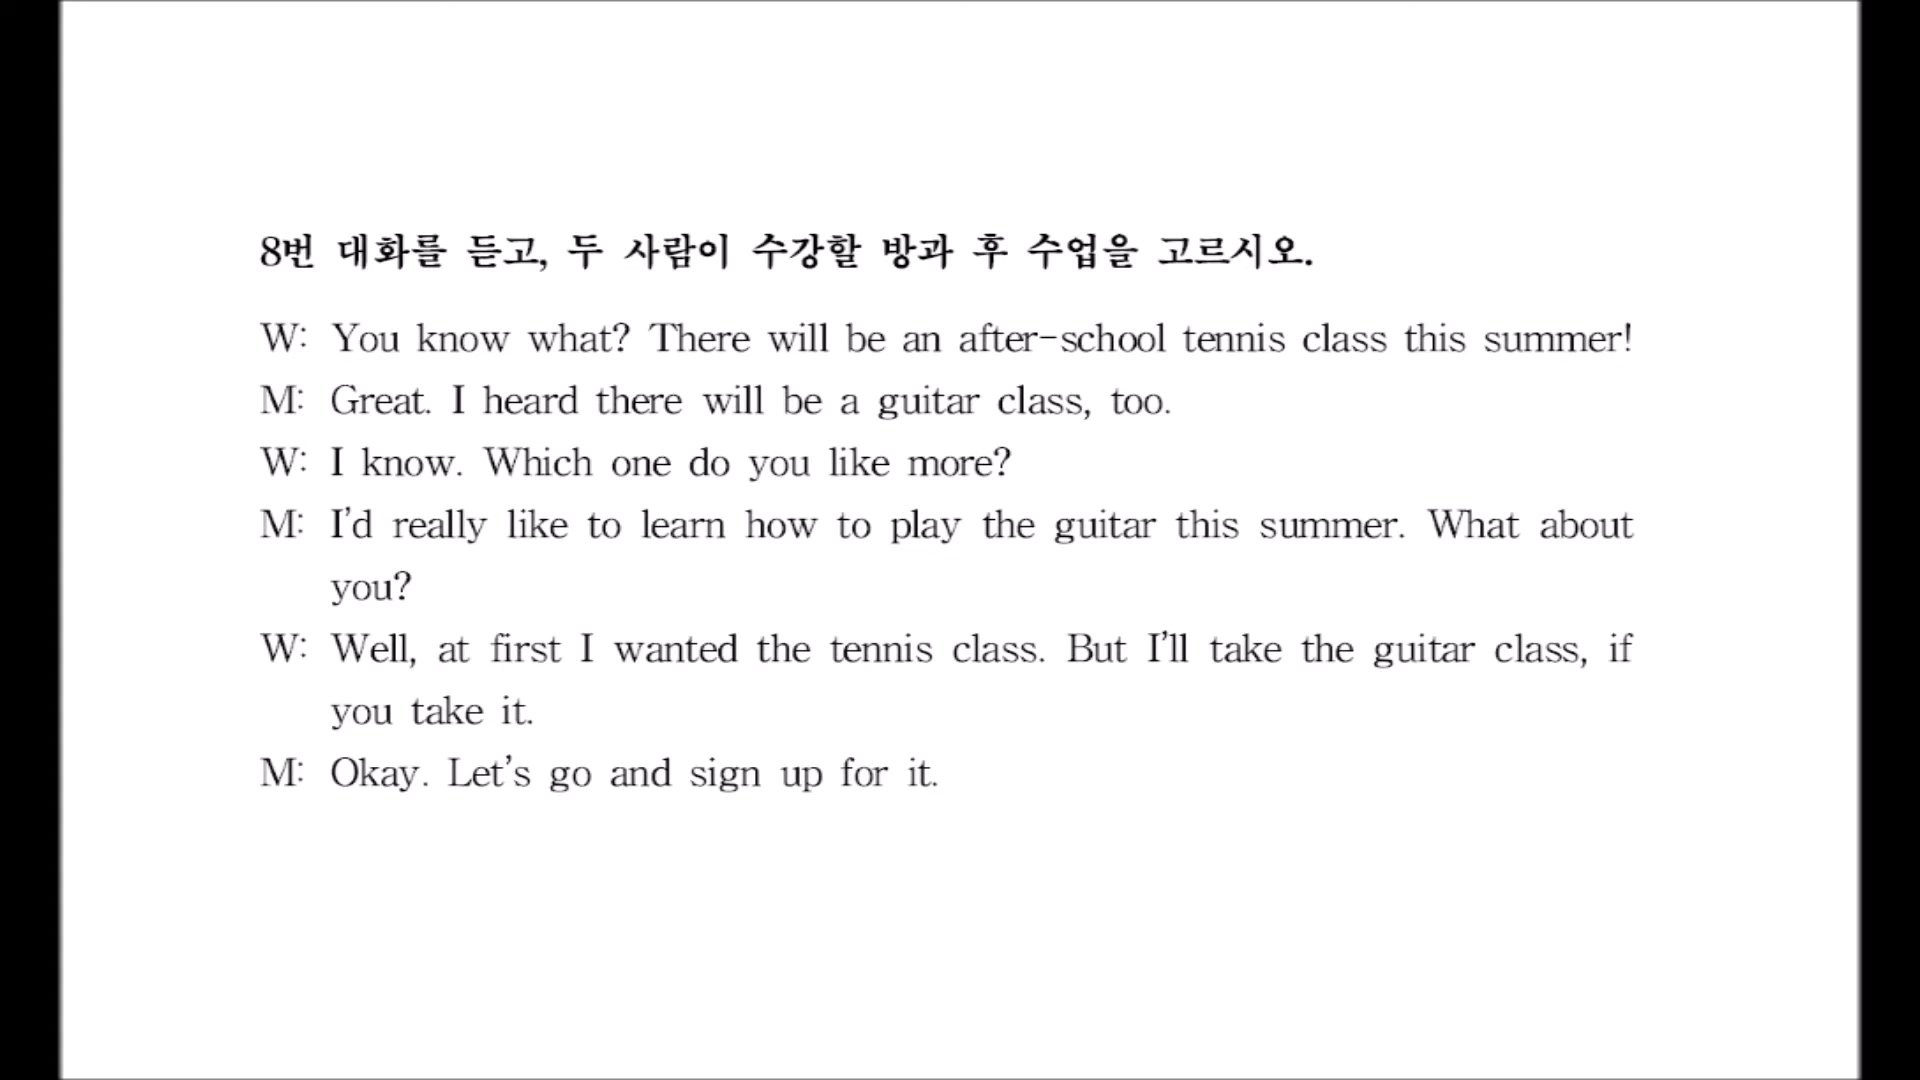 8번 대화를 듣고, 두 사람이 수강할 방과 후 수업을 고르시오.
W: You know what? There will be an after-school tennis class this summer!
M: Great. I heard there will be a guitar class, too.
W: I know. Which one do you like more?
M: I'd really like to learn how to play the guitar this summer. What about
you?
W: Well, at first I wanted the tennis class. But I'll take the guitar class, if
you take it.
M: Okay. Let's go and sign up for it.